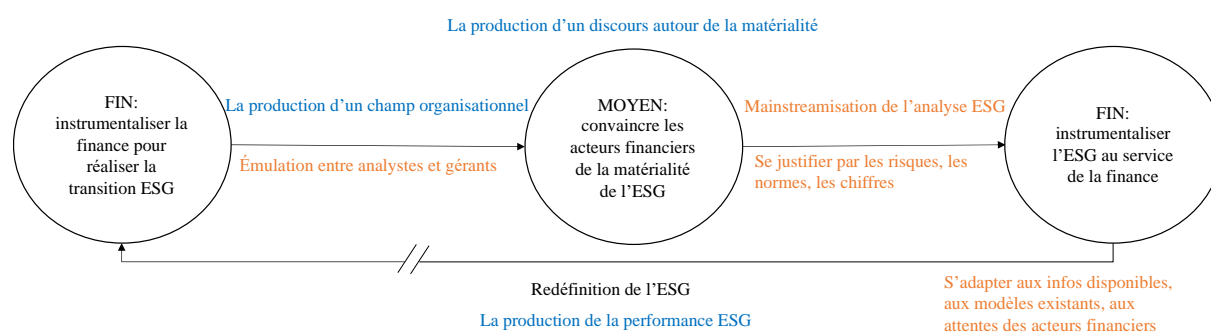 La production d'un discours autour de la matérialité
FIN:
instrumentaliser la
finance pour
réaliser la
transition ESG
La production d'un champ organisationnel
Émulation entre analystes et gérants
MOYEN:
convaincre les
acteurs financiers
de la matérialité
de l'ESG
Mainstreamisation de l'analyse ESG
Se justifier par les risques, les
normes, les chiffres
FIN:
instrumentaliser
l'ESG au service
de la finance
Redéfinition de l'ESG
La production de la performance ESG
S'adapter aux infos disponibles,
aux modèles existants, aux
attentes des acteurs financiers